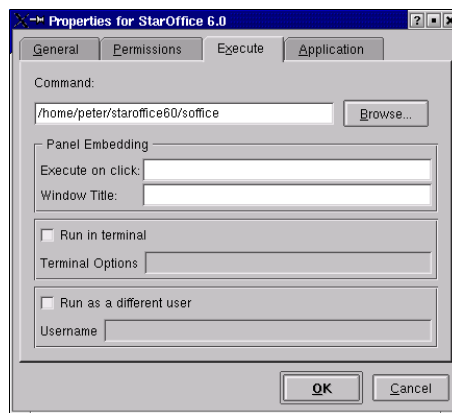 Properties for StarOffice 6.0
General Permissions Execute Application
Command:
/home/peter/staroffice60/soffice Browse...
Panel Embedding
Execute on click:
Window Title:
Run in terminal
Terminal Options
Run as a different user
Username
OK Cancel